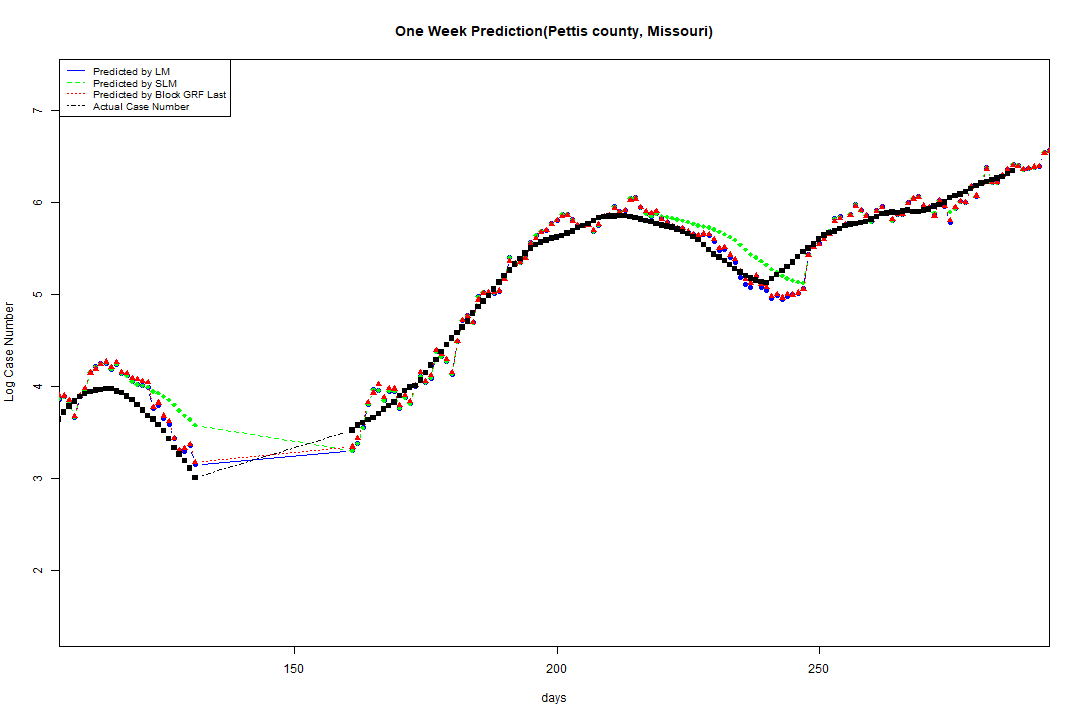 One Week Prediction(Pettis county, Missouri)
Predicted by LM
Predicted by SLM
Predicted by Block GRF Last
Actual Case Number
7
6
5
4
3
2
Log Case Number
150 200 250
days